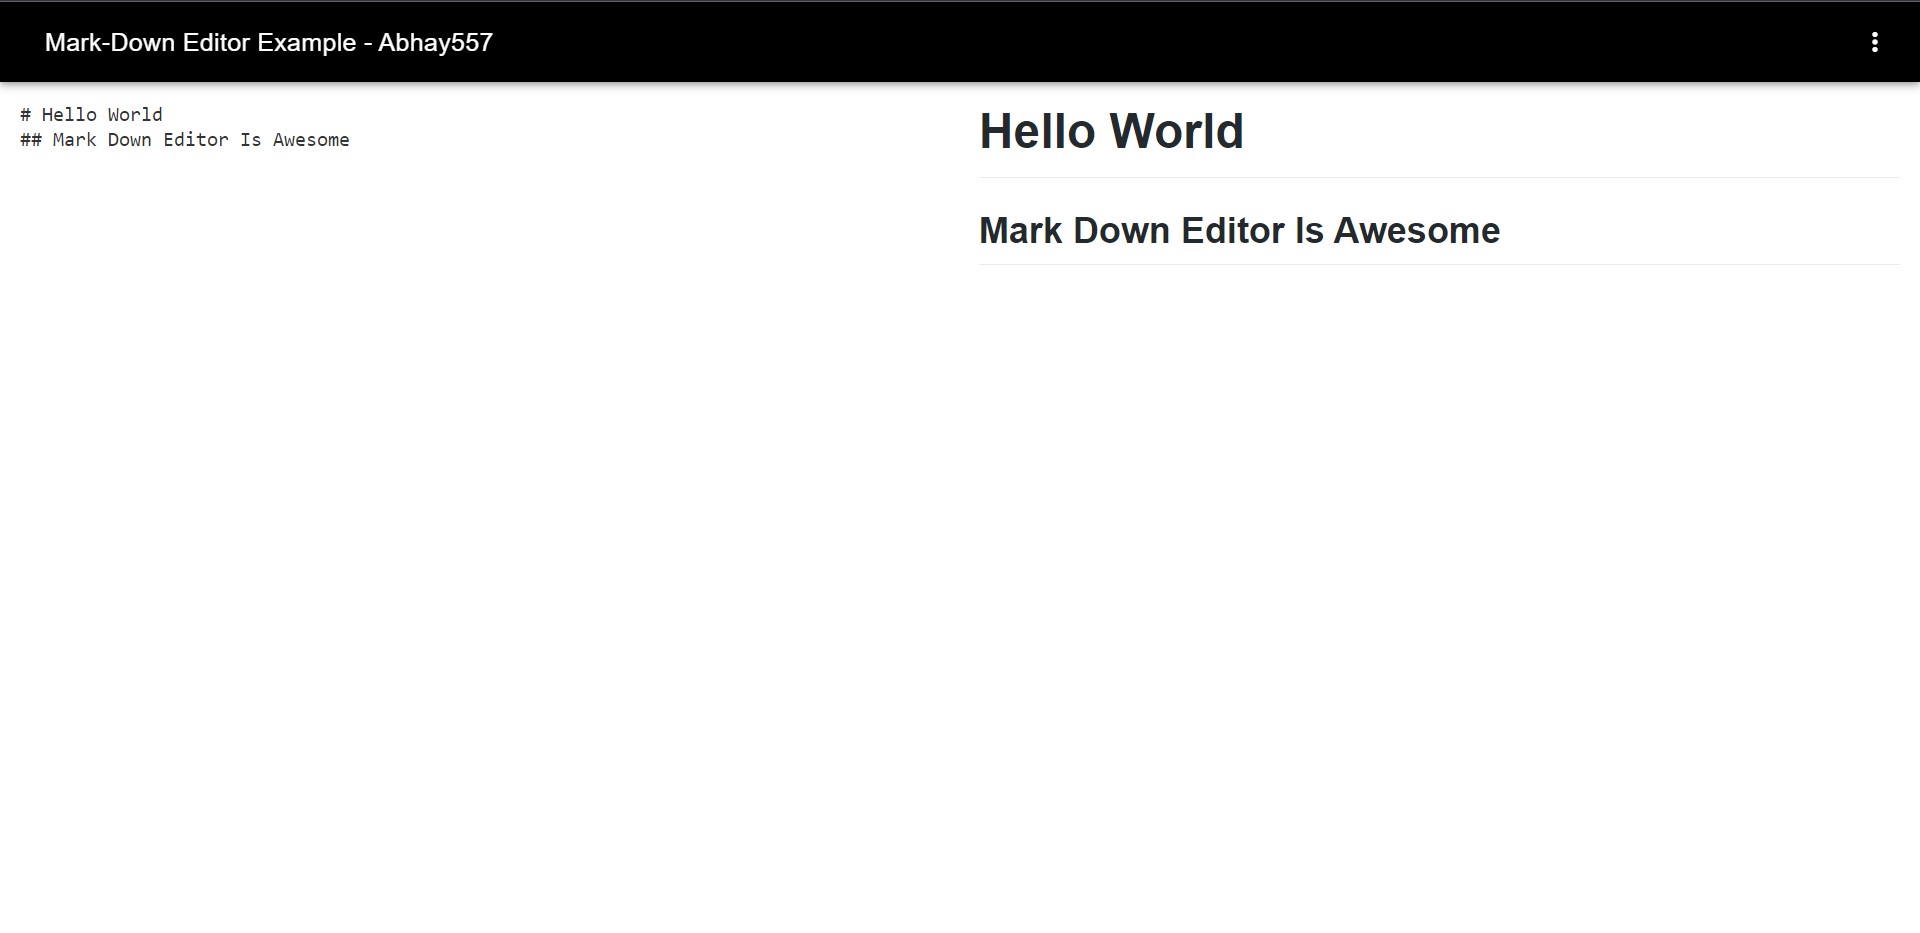 Mark-Down Editor Example - Abhay557
# Hello World
## Mark Down Editor Is Awesome
Hello World
Mark Down Editor Is Awesome